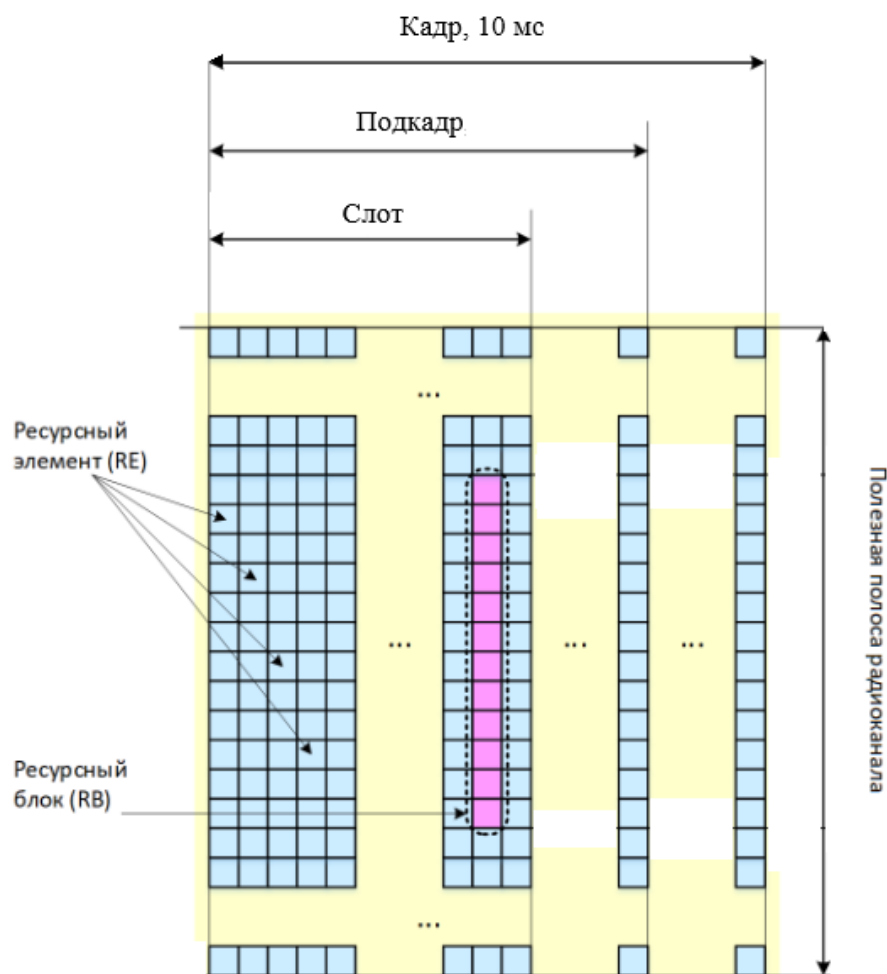 Кадр, 10 мс
Подкадр
Слот
...
Ресурсный
элемент (RE)
Полезная полоса радиоканала
... ... ...
Ресурсный
блок (RB)
...